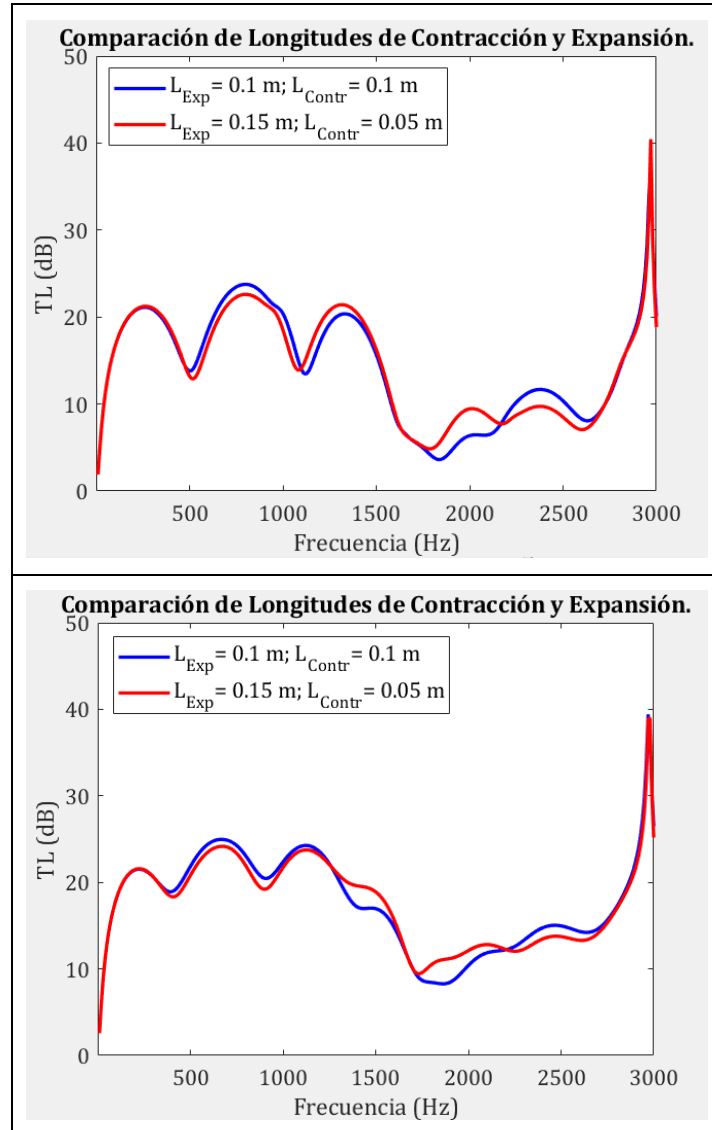 Comparación de Longitudes de Contracción y Expansión.
50
40
30
20
10
0
TL (dB)
L_Exp= 0.1 m; L_Contr= 0.1 m
L_Exp= 0.15 m; L_Contr= 0.05 m
500 1000 1500 2000 2500 3000
Frecuencia (Hz)
Comparación de Longitudes de Contracción y Expansión.
50
40
30
20
10
0
TL (dB)
L_Exp= 0.1 m; L_Contr= 0.1 m
L_Exp= 0.15 m; L_Contr= 0.05 m
500 1000 1500 2000 2500 3000
Frecuencia (Hz)